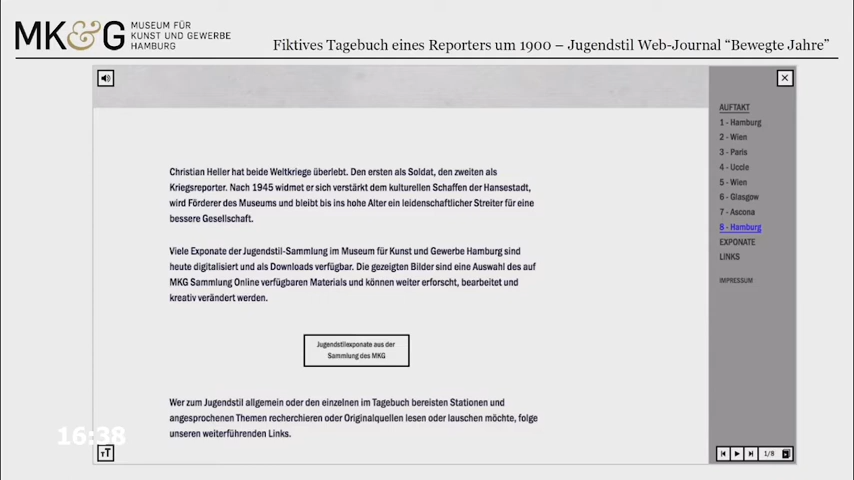 MK&G
MUSEUM FÜR
KUNST UND GEWERBE
HAMBURG
Fiktives Tagebuch eines Reporters um 1900 – Jugendstil Web-Journal “Bewegte Jahre”
Christian Heller hat beide Weltkriege überlebt. Den ersten als Soldat, den zweiten als
Kriegsreporter. Nach 1945 widmet er sich verstärkt dem kulturellen Schaffen der Hansestadt,
wird Förderer des Museums und bleibt bis ins hohe Alter ein leidenschaftlicher Streiter für eine
bessere Gesellschaft.
Viele Exponate der Jugendstil-Sammlung im Museum für Kunst und Gewerbe Hamburg sind
heute digitalisiert und als Downloads verfügbar. Die gezeigten Bilder sind eine Auswahl des auf
MKG Sammlung Online verfügbaren Materials und können weiter erforscht, bearbeitet und
kreativ verändert werden.
Jugendstilexponate aus der
Sammlung des MKG
Wer zum Jugendstil allgemein oder den einzelnen im Tagebuch bereisten Stationen und
angesprochenen Themen recherchieren oder Originalquellen lesen oder lauschen möchte, folge
unseren weiterführenden Links.
16:38
TT
AUFTAKT
1 - Hamburg
2 - Wien
3 - Paris
4 - Uccle
5 - Wien
6 - Glasgow
7 - Ascona
8 - Hamburg
EXPONATE
LINKS
IMPRESSUM
1/8